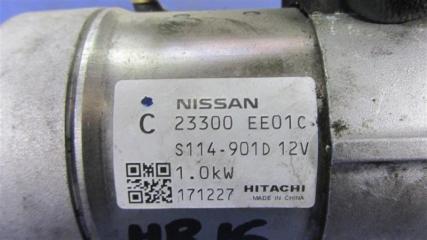 NISSAN
C 23300 EE01C
S114-901D 12V
1.0kW
171227 HITACHI
MADE IN CHINA
HR16